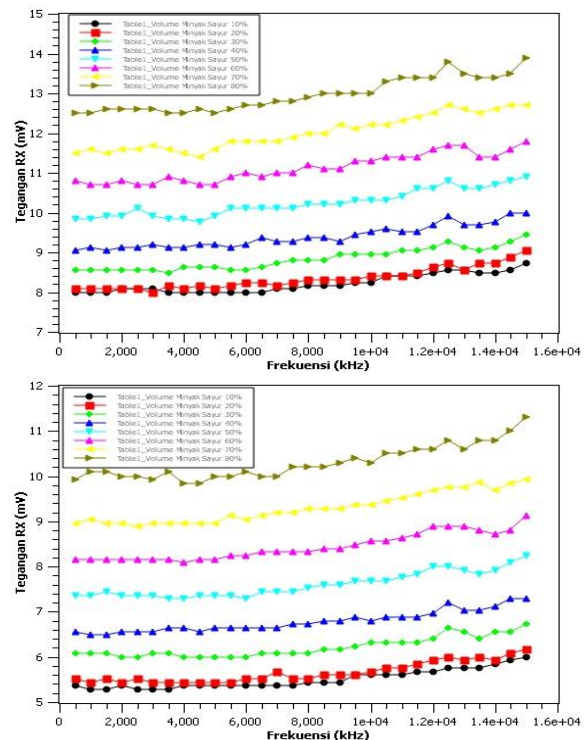 15
14
13
12
11
10
9
8
7
Tegangan RX (mV)
Table1_Volume Minyak Sayur 10%
Table1_Volume Minyak Sayur 20%
Table1_Volume Minyak Sayur 30%
Table1_Volume Minyak Sayur 40%
Table1_Volume Minyak Sayur 50%
Table1_Volume Minyak Sayur 60%
Table1_Volume Minyak Sayur 70%
Table1_Volume Minyak Sayur 80%
0 2,000 4,000 6,000 8,000 1e+04 1.2e+04 1.4e+04 1.6e+04
Frekuensi (kHz)
12
11
10
9
8
7
6
5
Tegangan RX (mV)
Table1_Volume Minyak Sayur 10%
Table1_Volume Minyak Sayur 20%
Table1_Volume Minyak Sayur 30%
Table1_Volume Minyak Sayur 40%
Table1_Volume Minyak Sayur 50%
Table1_Volume Minyak Sayur 60%
Table1_Volume Minyak Sayur 70%
Table1_Volume Minyak Sayur 80%
0 2,000 4,000 6,000 8,000 1e+04 1.2e+04 1.4e+04 1.6e+04
Frekuensi (kHz)